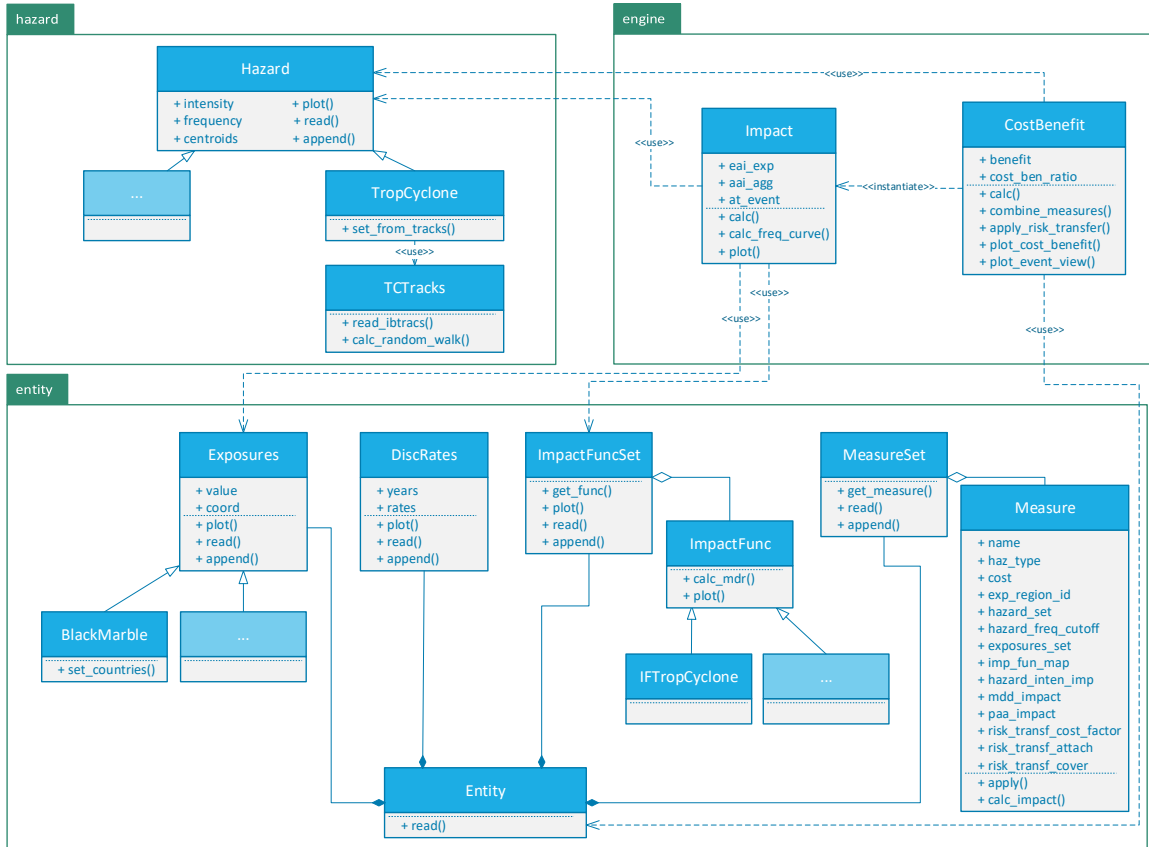 hazard
Hazard
+ intensity
+ frequency
+ centroids
+ plot()
+ read()
+ append()
...
TropCyclone
+ set_from_tracks()
<<use>>
TCTracks
+ read_ibtracs()
+ calc_random_walk()
engine
<<use>>
<<use>>
Impact
+ eai_exp
+ aai_agg
+ at_event
+ calc()
+ calc_freq_curve()
+ plot()
<<instantiate>>
CostBenefit
+ benefit
+ cost_ben_ratio
+ calc()
+ combine_measures()
+ apply_risk_transfer()
+ plot_cost_benefit()
+ plot_event_view()
<<use>>
<<use>>
<<use>>
entity
Exposures
+ value
+ coord
+ plot()
+ read()
+ append()
BlackMarble
+ set_countries()
...
DiscRates
+ years
+ rates
+ plot()
+ read()
+ append()
ImpactFuncSet
+ get_func()
+ plot()
+ read()
+ append()
ImpactFunc
+ calc_mdr()
+ plot()
IFTropCyclone
...
MeasureSet
+ get_measure()
+ read()
+ append()
Measure
+ name
+ haz_type
+ cost
+ exp_region_id
+ hazard_set
+ hazard_freq_cutoff
+ exposures_set
+ imp_fun_map
+ hazard_inten_imp
+ mdd_impact
+ paa_impact
+ risk_transf_cost_factor
+ risk_transf_attach
+ risk_transf_cover
+ apply()
+ calc_impact()
Entity
+ read()